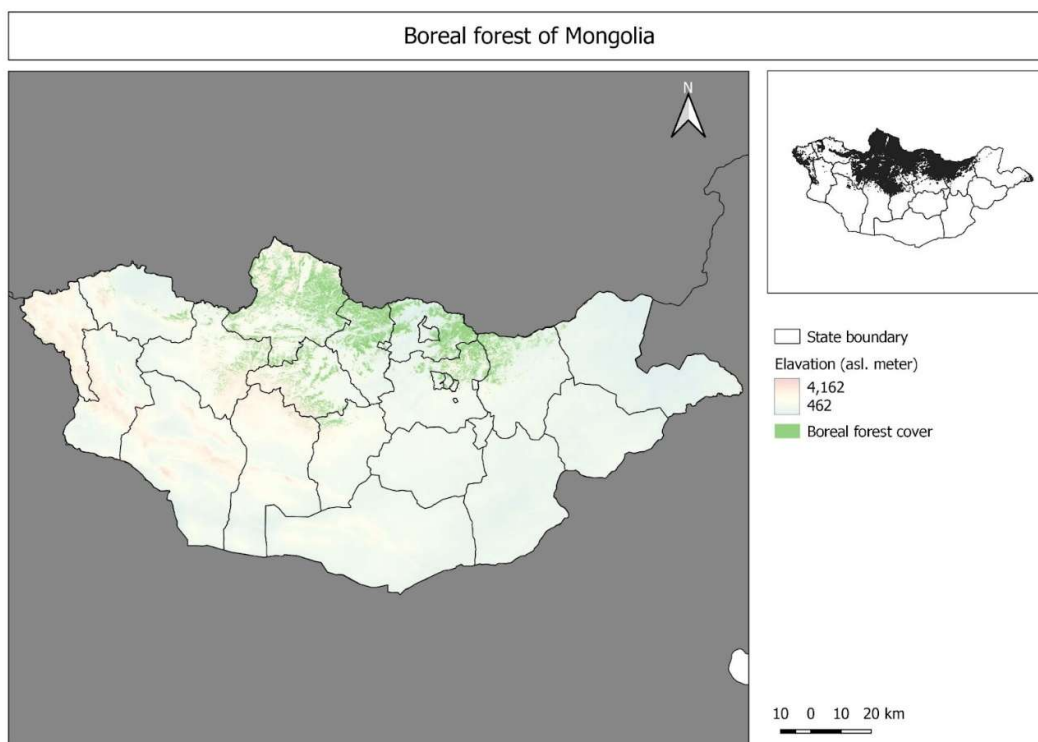 Boreal forest of Mongolia
N
State boundary
Elavation (asl. meter)
4,162
462
Boreal forest cover
10 0 10 20 km